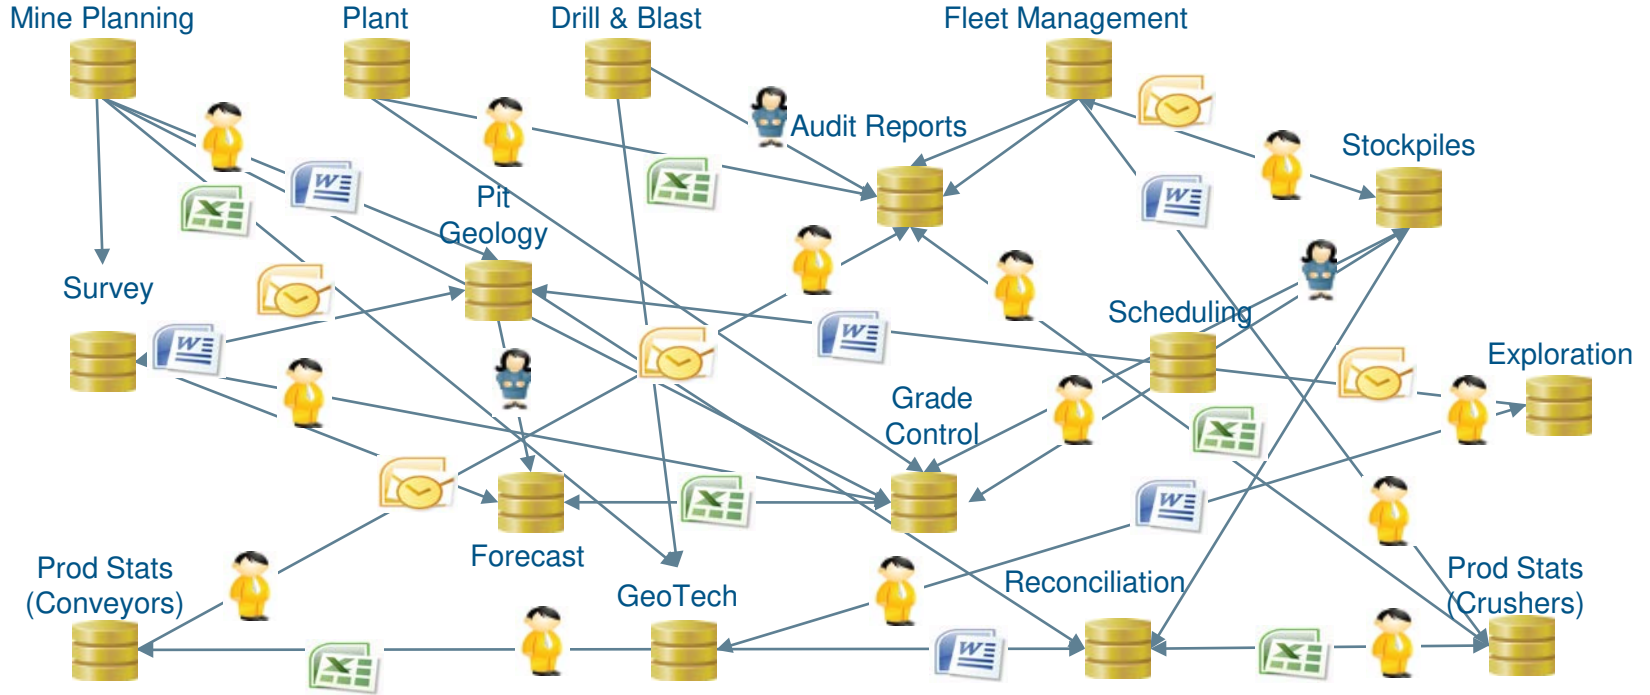 Mine Planning
Plant
Drill & Blast
Fleet Management
Audit Reports
Stockpiles
Pit
Geology
Survey
Scheduling
Exploration
Grade
Control
Forecast
Prod Stats
(Conveyors)
GeoTech
Reconciliation
Prod Stats
(Crushers)